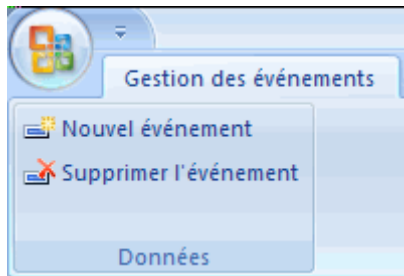 Gestion des événements
Nouvel événement
Supprimer l'événement
Données